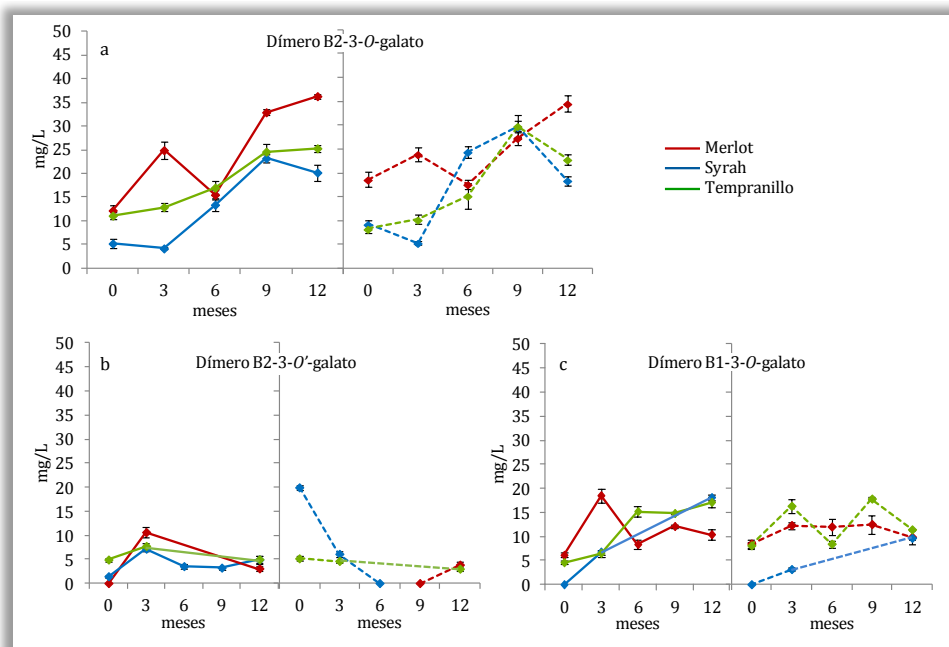 a
Dímero B2-3-O-galato
50
45
40
35
30
25
20
15
10
5
0
mg/L
0 3 6 9 12
meses
0 3 6 9 12
meses
Merlot
Syrah
Tempranillo
b
Dímero B2-3-O’-galato
50
45
40
35
30
25
20
15
10
5
0
mg/L
0 3 6 9 12
meses
0 3 6 9 12
meses
c
Dímero B1-3-O-galato
50
45
40
35
30
25
20
15
10
5
0
mg/L
0 3 6 9 12
meses
0 3 6 9 12
meses